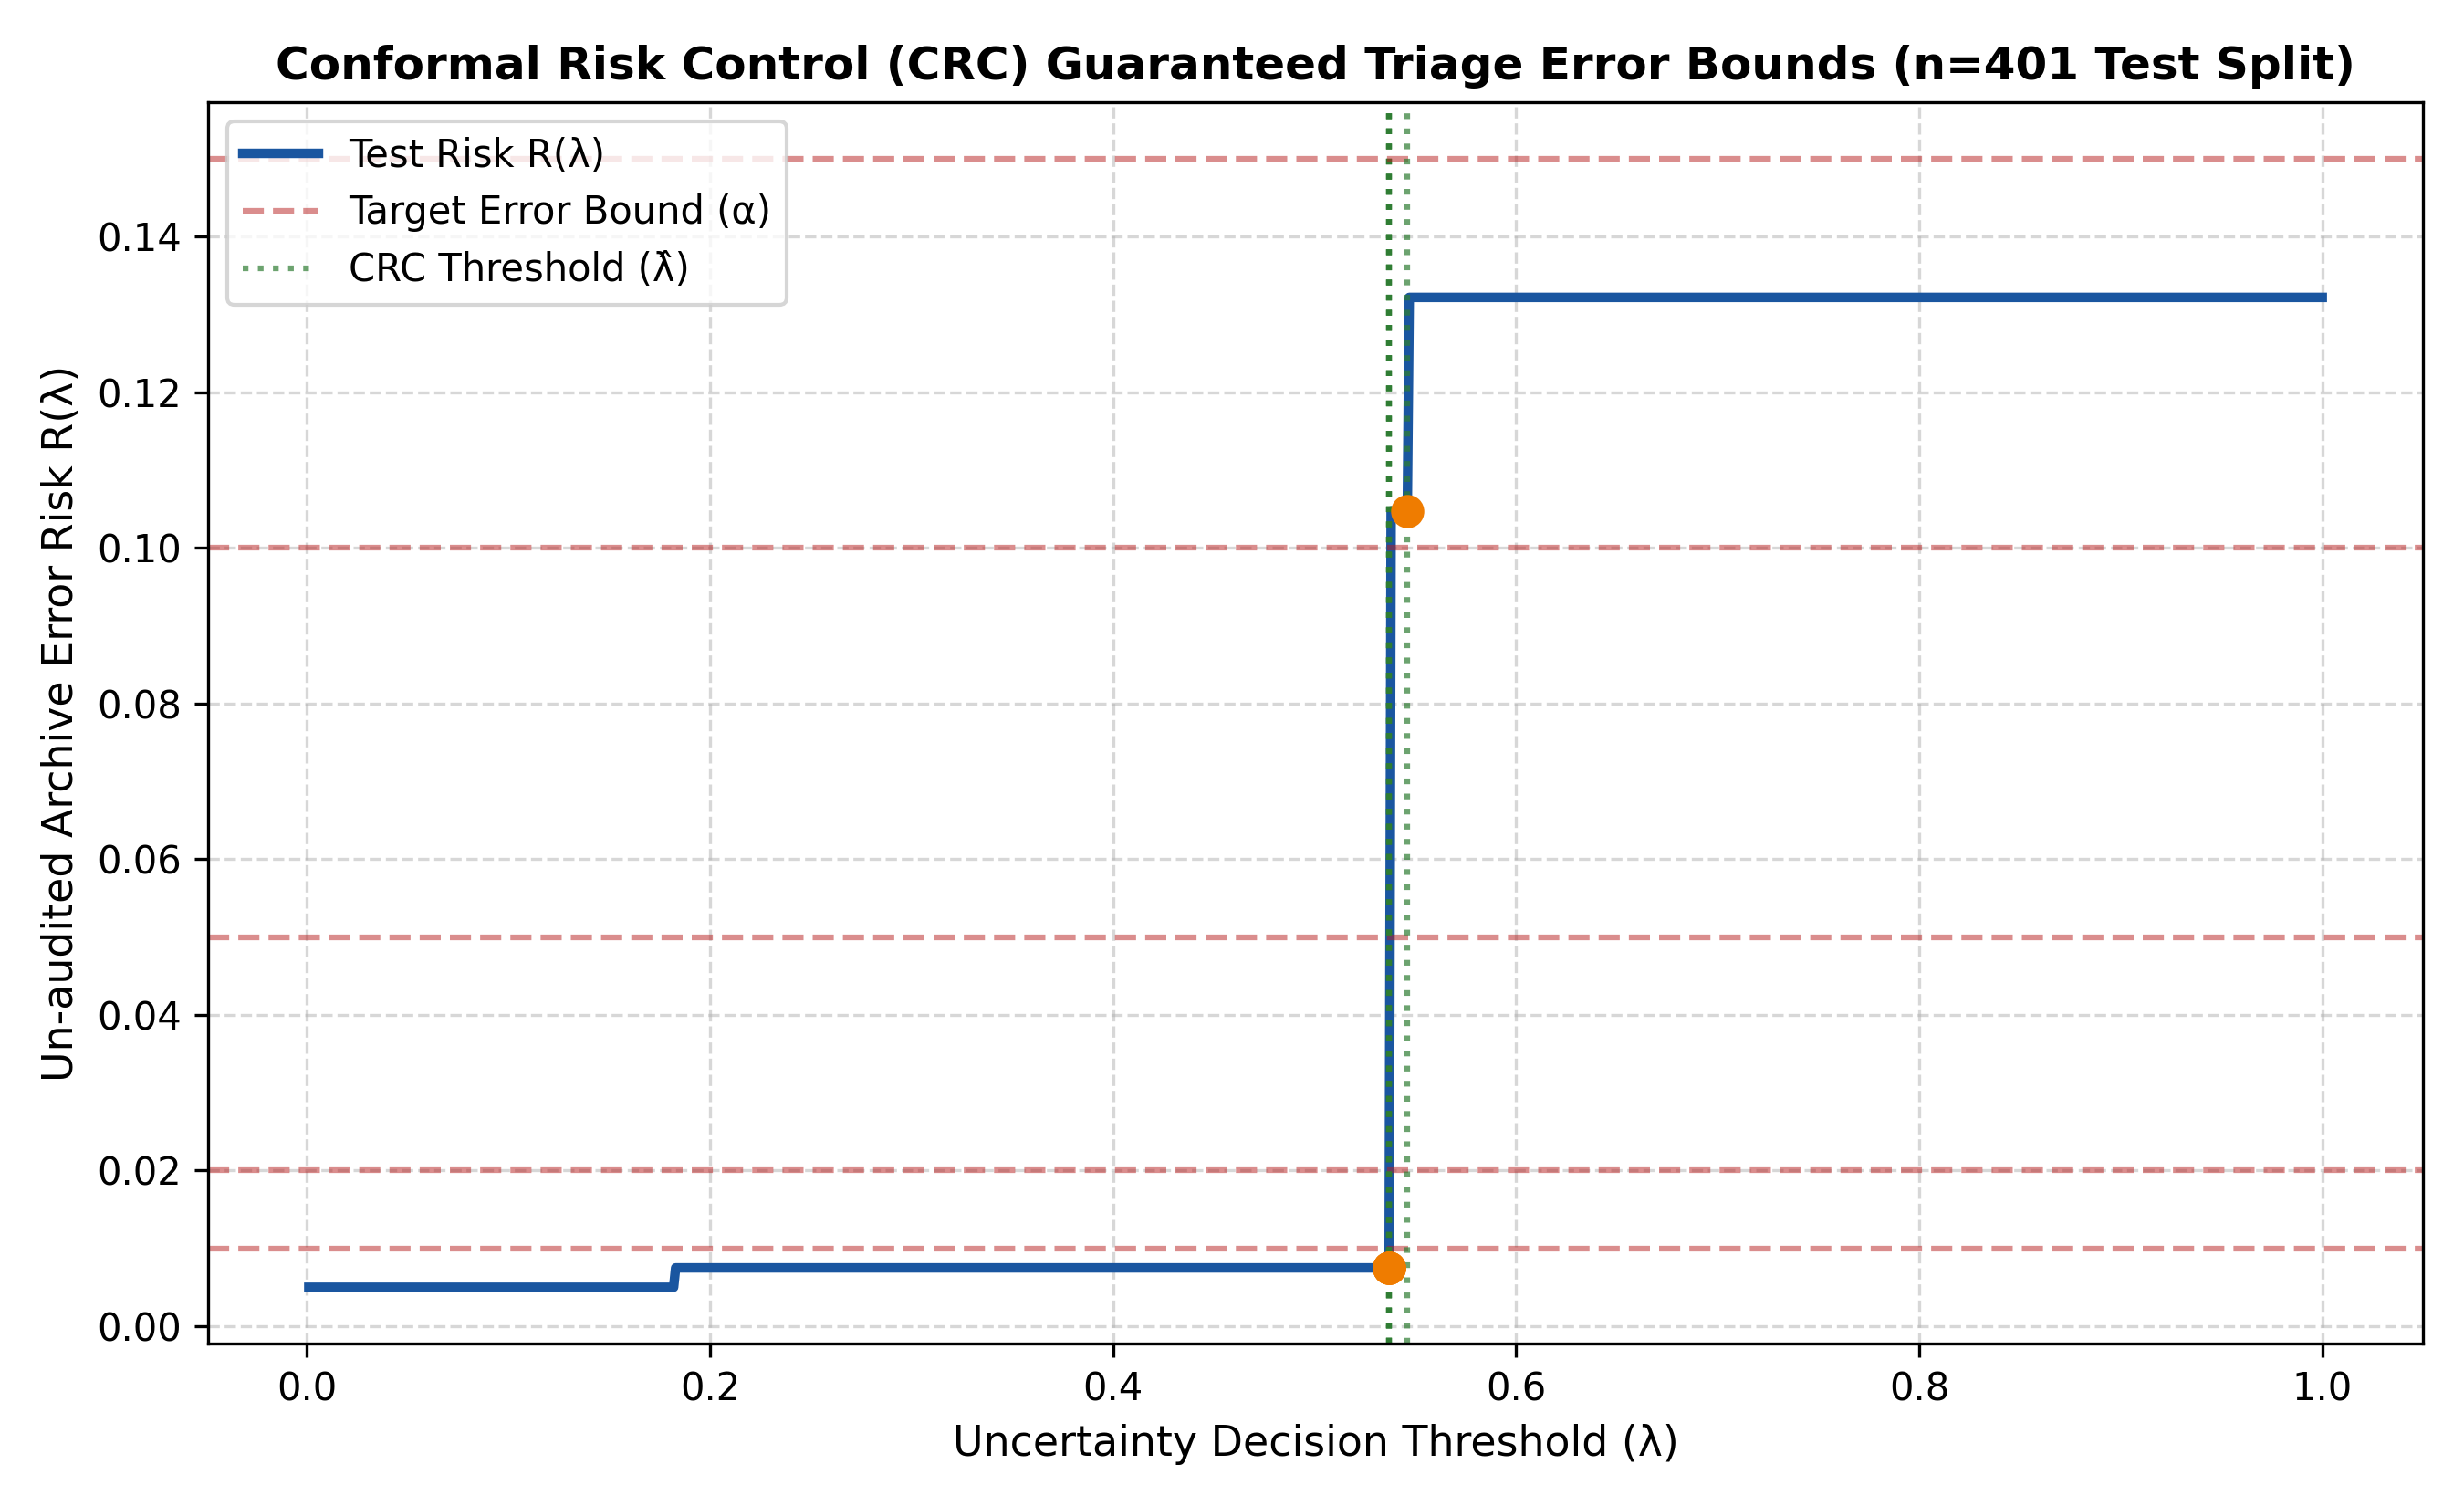 Conformal Risk Control (CRC) Guaranteed Triage Error Bounds (n=401 Test Split)
Test Risk R(λ)
Target Error Bound (α)
CRC Threshold (λ̂)
Un-audited Archive Error Risk R(λ)
0.14
0.12
0.10
0.08
0.06
0.04
0.02
0.00
0.0 0.2 0.4 0.6 0.8 1.0
Uncertainty Decision Threshold (λ)